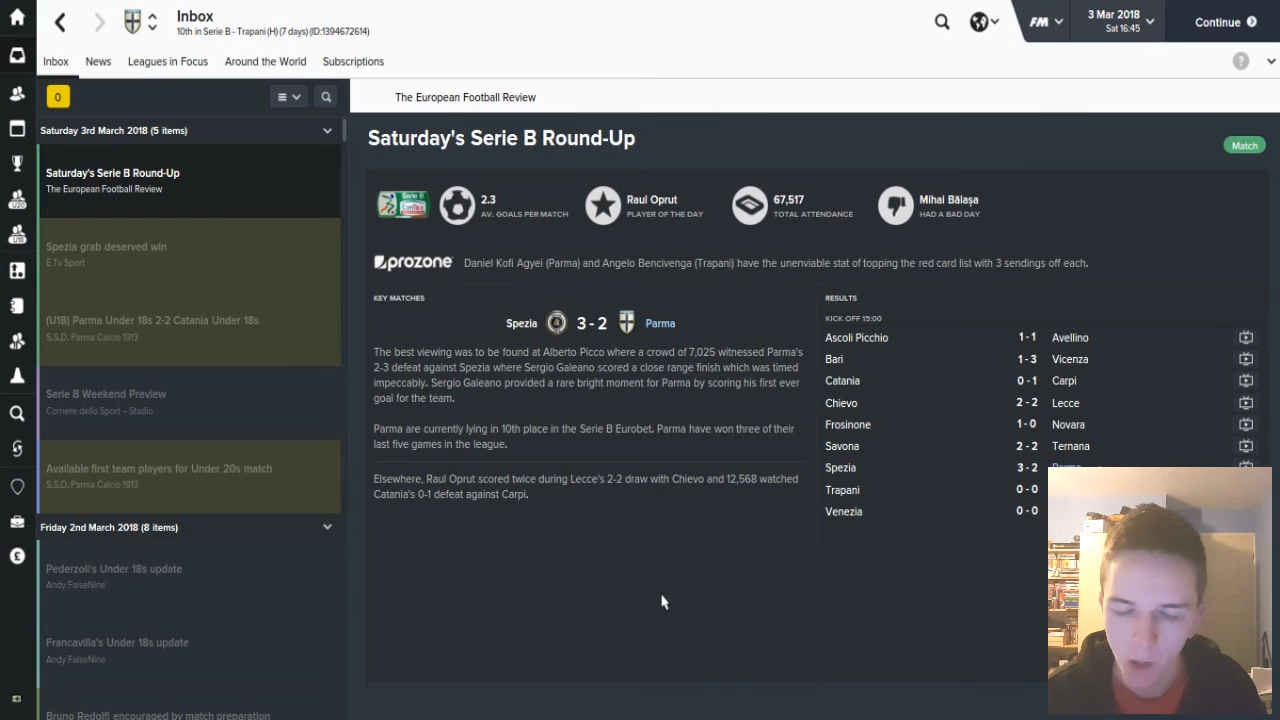 Inbox
10th in Serie B - Trapani (H) (7 days) (ID:1394672614)
FM
3 Mar 2018
Sat 16:45
Continue
Inbox
News
Leagues in Focus
Around the World
Subscriptions
?
0
The European Football Review
Saturday 3rd March 2018 (5 items)
Saturday's Serie B Round-Up
The European Football Review
Spezia grab deserved win
È Tv Sport
(U18) Parma Under 18s 2-2 Catania Under 18s
S.S.D. Parma Calcio 1913
Serie B Weekend Preview
Corriere dello Sport – Stadio
Available first team players for Under 20s match
S.S.D. Parma Calcio 1913
Friday 2nd March 2018 (8 items)
Pederzoli's Under 18s update
Andy FalseNine
Francavilla's Under 18s update
Andy FalseNine
Bruno Redolfi encouraged by match preparation
U20
U18
Saturday's Serie B Round-Up
Match
2.3
AV. GOALS PER MATCH
Raul Oprut
PLAYER OF THE DAY
67,517
TOTAL ATTENDANCE
Mihai Bălaşa
HAD A BAD DAY
prozone
Daniel Kofi Agyei (Parma) and Angelo Bencivenga (Trapani) have the unenviable stat of topping the red card list with 3 sendings off each.
KEY MATCHES
Spezia 3 - 2 Parma
The best viewing was to be found at Alberto Picco where a crowd of 7,025 witnessed Parma's
2-3 defeat against Spezia where Sergio Galeano scored a close range finish which was timed
impeccably. Sergio Galeano provided a rare bright moment for Parma by scoring his first ever
goal for the team.
Parma are currently lying in 10th place in the Serie B Eurobet. Parma have won three of their
last five games in the league.
Elsewhere, Raul Oprut scored twice during Lecce's 2-2 draw with Chievo and 12,568 watched
Catania's 0-1 defeat against Carpi.
RESULTS
KICK OFF 15:00
Ascoli Picchio 1 - 1 Avellino
Bari 1 - 3 Vicenza
Catania 0 - 1 Carpi
Chievo 2 - 2 Lecce
Frosinone 1 - 0 Novara
Savona 2 - 2 Ternana
Spezia 3 - 2
Trapani 0 - 0
Venezia 0 - 0